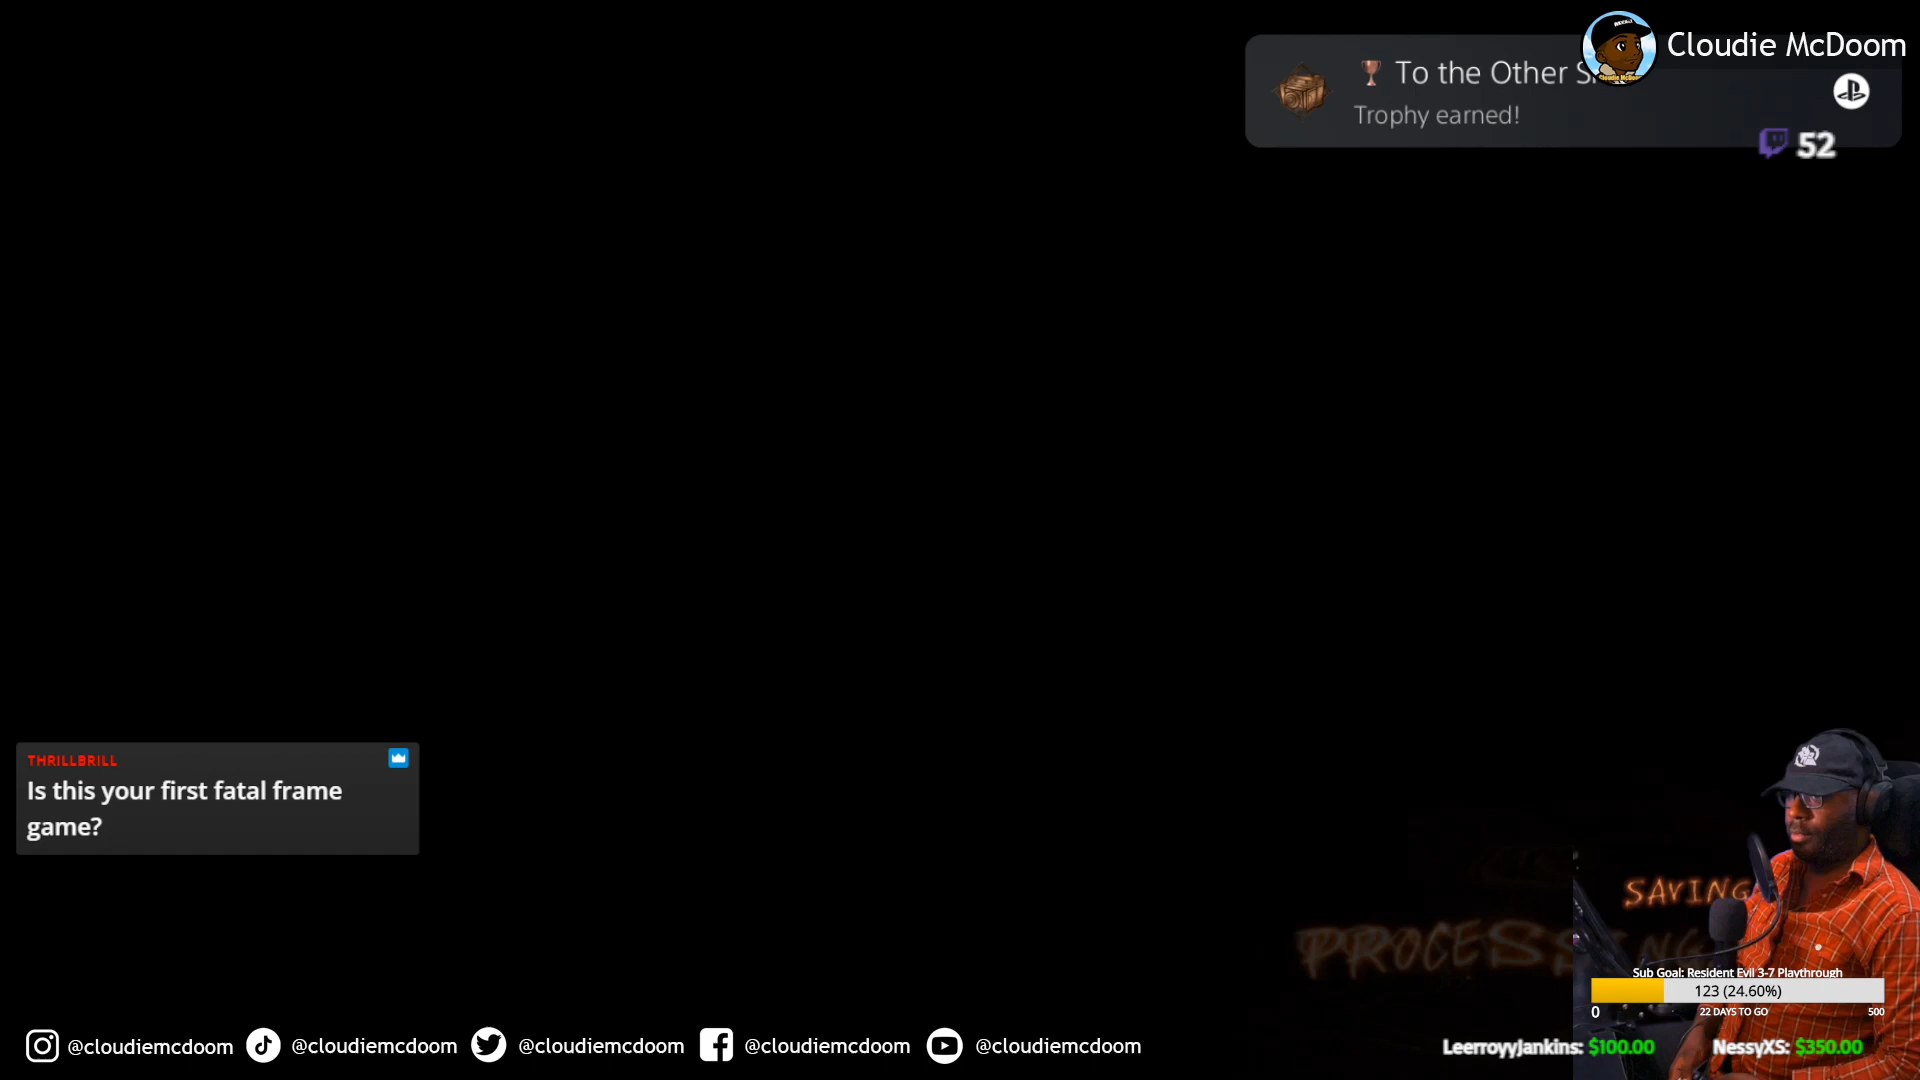 Cloudie McDoom
To the Other S
Trophy earned!
52
THRILLBRILL
Is this your first fatal frame
game?
SAVING
PROCESSING
Sub Goal: Resident Evil 3-7 Playthrough
123 (24.60%)
0 22 DAYS TO GO 500
@cloudiemcdoom @cloudiemcdoom @cloudiemcdoom @cloudiemcdoom @cloudiemcdoom
LeerroyyJankins: $100.00 NessyXS: $350.00